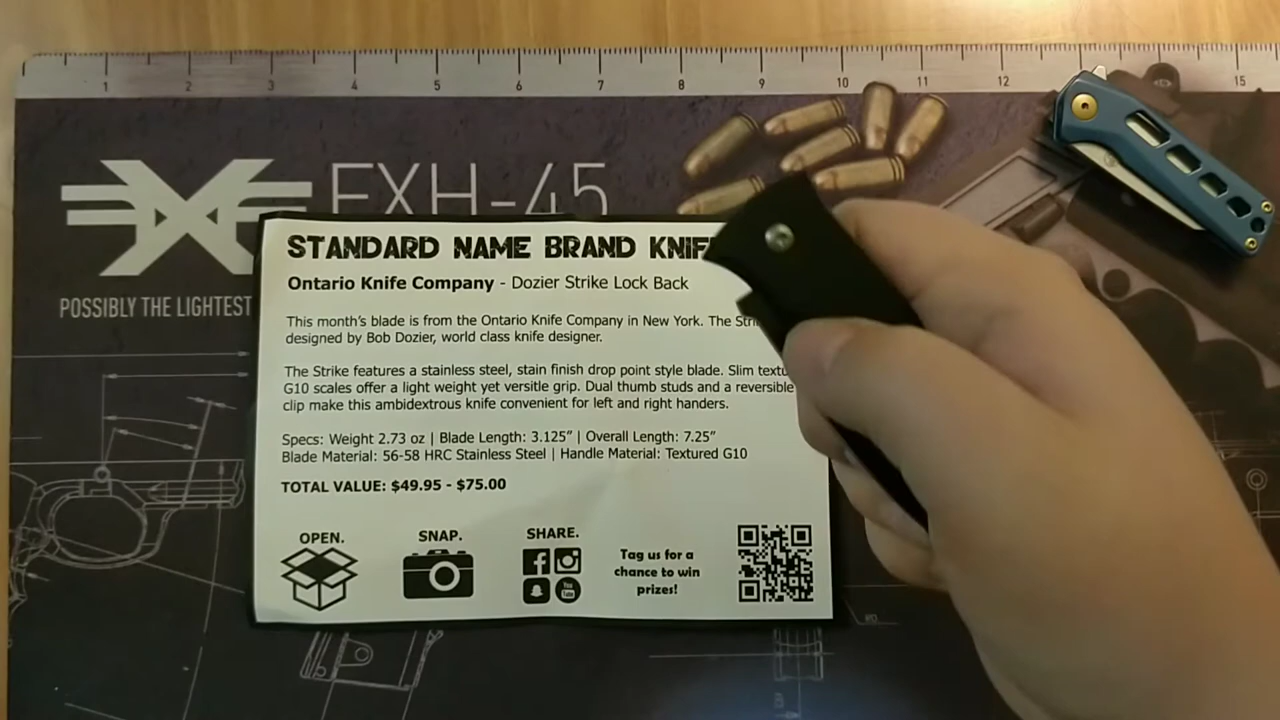 1 2 3 4 5 6 7 8 9 10 11 12 15
EXH-45
POSSIBLY THE LIGHTEST
STANDARD NAME BRAND
Ontario Knife Company - Dozier Strike Lock Back
This month's blade is from the Ontario Knife Company in New York. The
designed by Bob Dozier, world class knife designer.
The Strike features a stainless steel, stain finish drop point style blade. Slim
G10 scales offer a light weight yet versitle grip. Dual thumb studs and a reversible
clip make this ambidextrous knife convenient for left and right handers.
Specs: Weight 2.73 oz | Blade Length: 3.125” | Overall Length: 7.25”
Blade Material: 56-58 HRC Stainless Steel | Handle Material: Textured G10
TOTAL VALUE: $49.95 - $75.00
OPEN. SNAP. SHARE.
You
Tube
Tag us for a
chance to win
prizes!